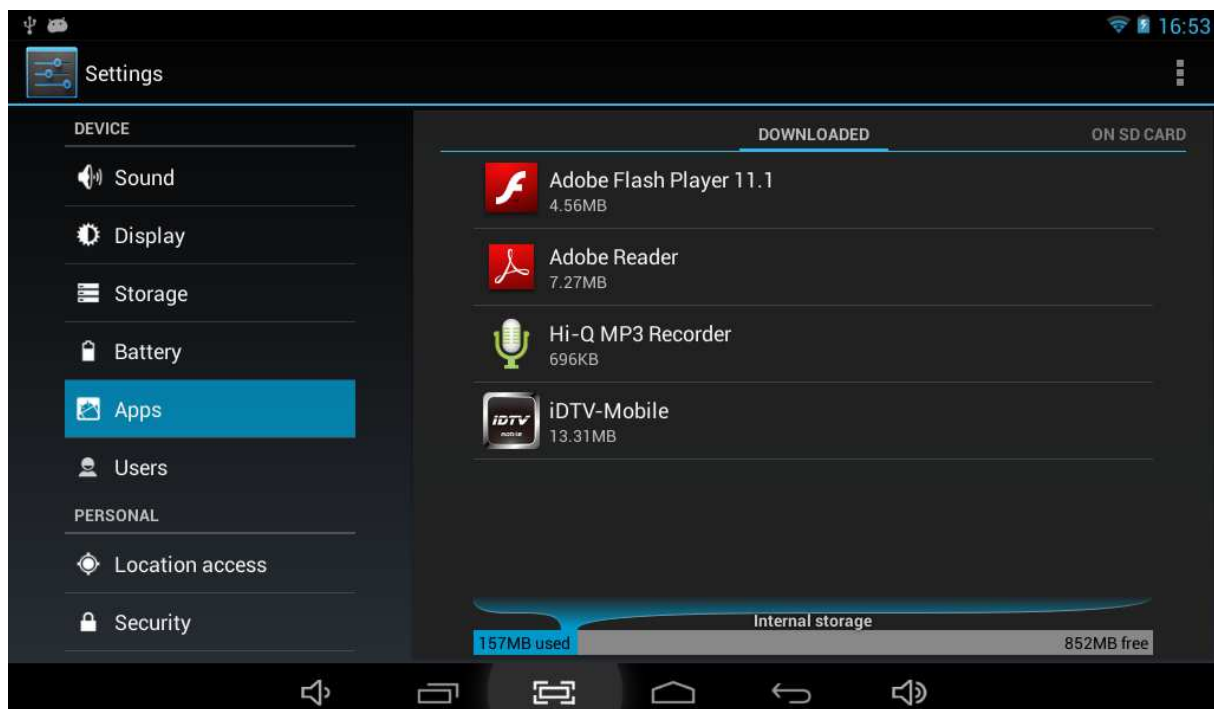 16:53
Settings
DEVICE
Sound
Display
Storage
Battery
Apps
Users
PERSONAL
Location access
Security
DOWNLOADED
ON SD CARD
Adobe Flash Player 11.1
4.56MB
Adobe Reader
7.27MB
Hi-Q MP3 Recorder
696KB
iDTV
mobile
iDTV-Mobile
13.31MB
Internal storage
157MB used
852MB free